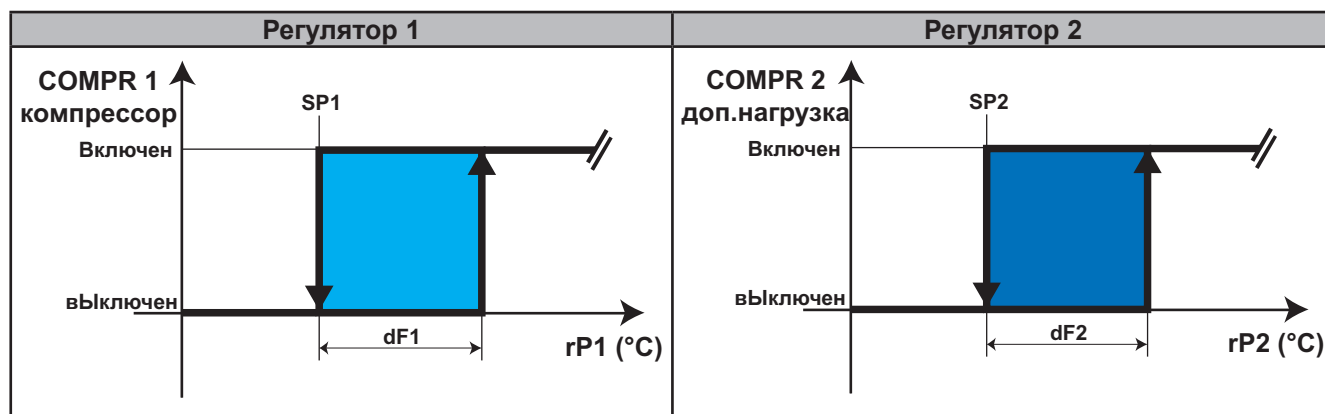 Регулятор 1
Регулятор 2
COMPR 1
компрессор
SP1
Включен
вЫключен
dF1
rP1 (°C)
COMPR 2
доп.нагрузка
SP2
Включен
вЫключен
dF2
rP2 (°C)